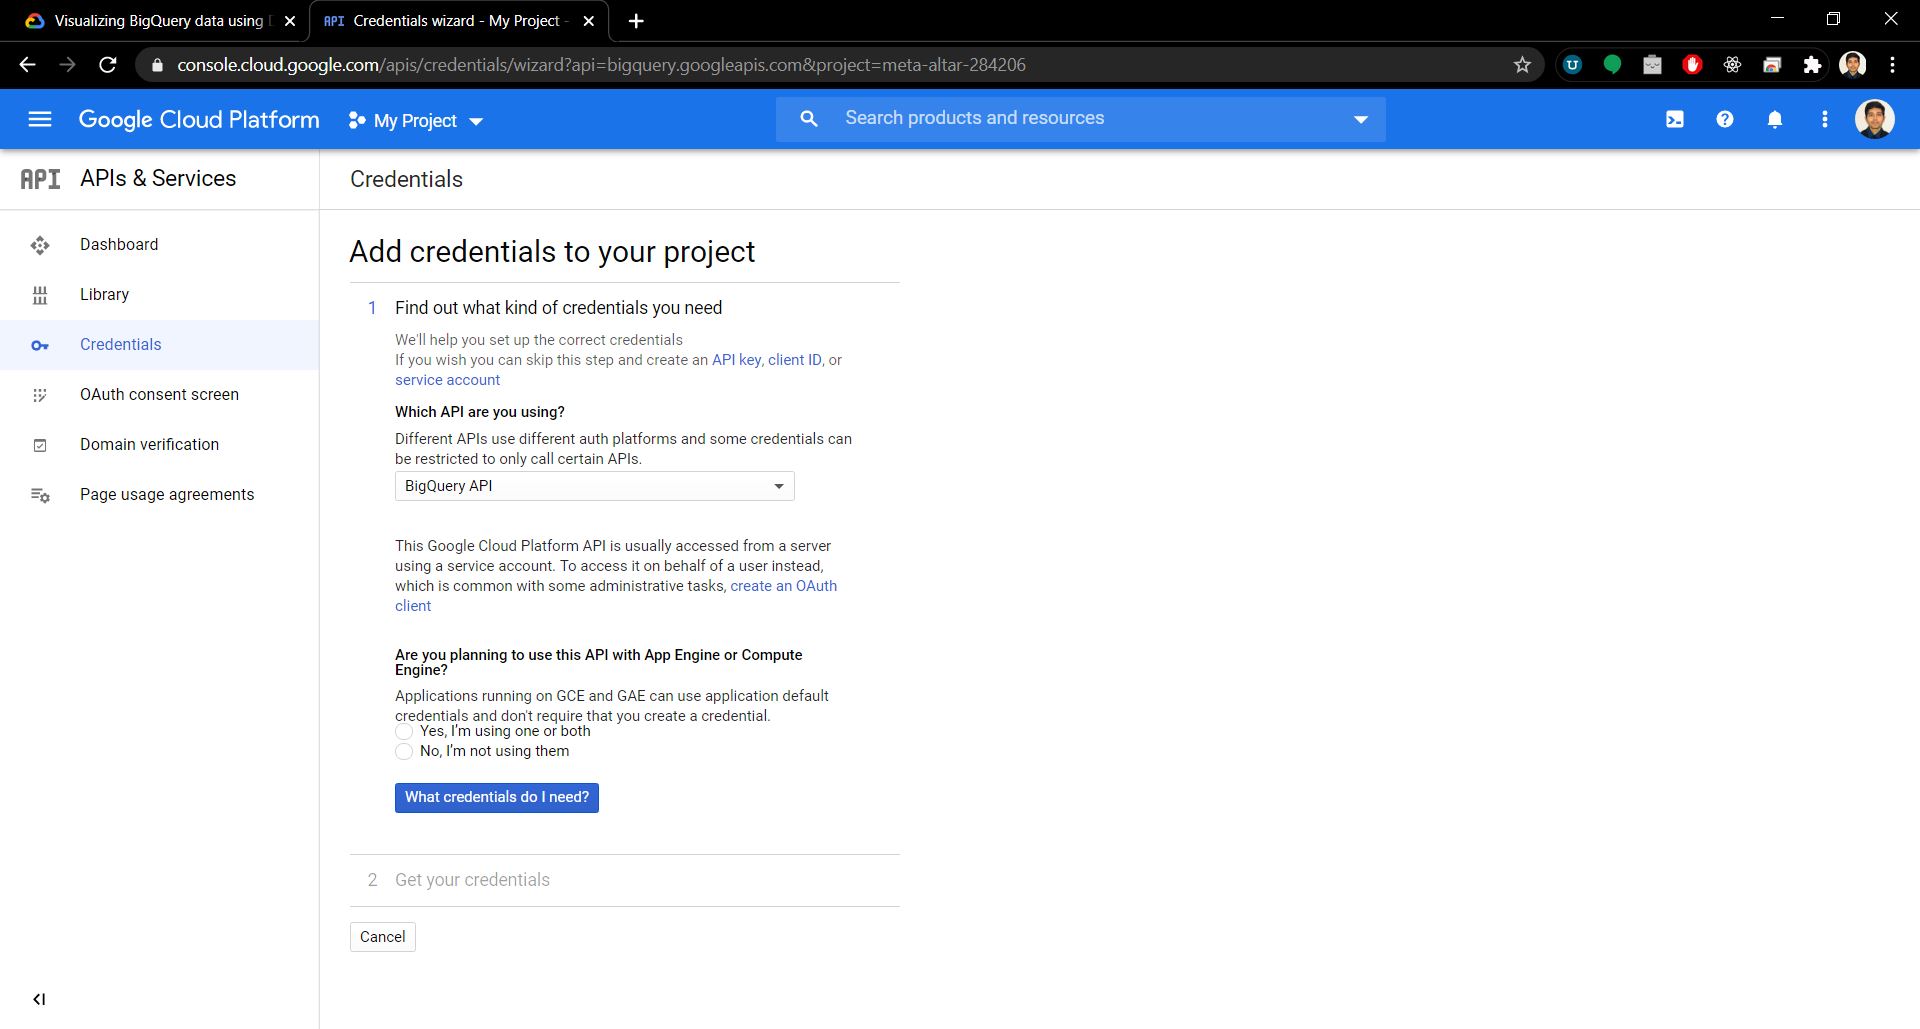 Visualizing BigQuery data using
API Credentials wizard - My Project -
console.cloud.google.com/apis/credentials/wizard?api=bigquery.googleapis.com&project=meta-altar-284206
Google Cloud Platform
My Project
Search products and resources
API APIs & Services
Credentials
Dashboard
Library
Credentials
OAuth consent screen
Domain verification
Page usage agreements
Add credentials to your project
1 Find out what kind of credentials you need
We'll help you set up the correct credentials
If you wish you can skip this step and create an API key, client ID, or
service account
Which API are you using?
Different APIs use different auth platforms and some credentials can
be restricted to only call certain APIs.
BigQuery API
This Google Cloud Platform API is usually accessed from a server
using a service account. To access it on behalf of a user instead,
which is common with some administrative tasks, create an OAuth
client
Are you planning to use this API with App Engine or Compute
Engine?
Applications running on GCE and GAE can use application default
credentials and don't require that you create a credential.
Yes, I’m using one or both
No, I’m not using them
What credentials do I need?
2 Get your credentials
Cancel